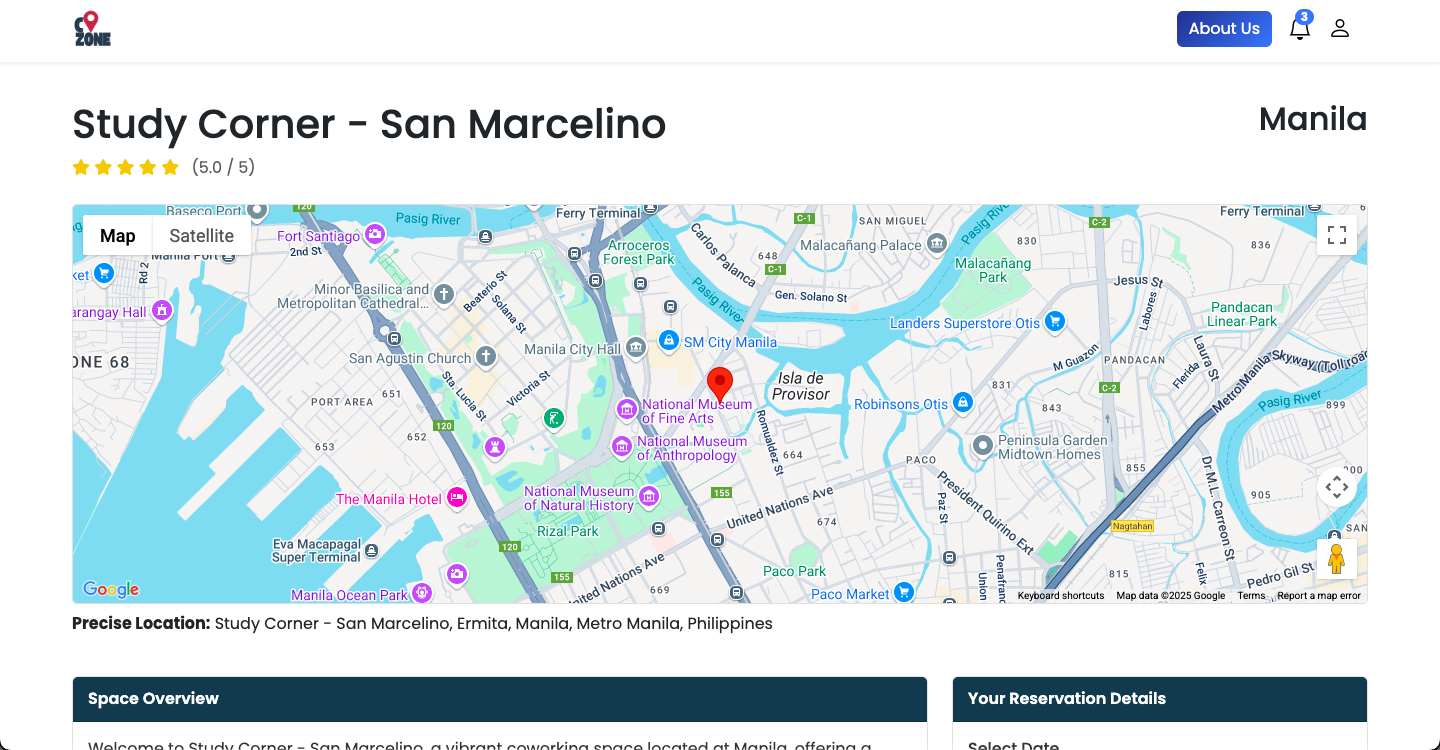 C
ZONE
About Us
3
Study Corner - San Marcelino
Manila
(5.0 / 5)
Map
Satellite
Baseco Port
Manila Port
Rd 2
ket
arangay Hall
ONE 68
120
Pasig River
Fort Santiago
2nd St
Ferry Terminal
Arroceros
Forest Park
Minor Basilica and
Metropolitan Cathedral...
Beaterio St
Solana St
San Agustin Church
Manila City Hall
SM City Manila
Sta. Lucia St
Victoria St
PORT AREA
651
652
653
120
National Museum
of Fine Arts
National Museum
of Anthropology
National Museum
of Natural History
The Manila Hotel
Rizal Park
Eva Macapagal
Super Terminal
Manila Ocean Park
120
155
155
United Nations Ave
United Nations Ave
669
Carlos Palanca
648
C-1
C-1
SAN MIGUEL
Malacañang Palace
Pasig River
Gen. Solano St
Pasig River
Malacañang
Park
830
C-2
Ferry Terminal
836
Jesus St
Labores St
Pandacan
Linear Park
Landers Superstore Otis
Isla de
Provisor
M Guazon
PANDACAN
Laura St
Florida St
Metro Manila Skyway (Tollroad
831
C-2
Robinsons Otis
843
Pasig River
899
Romualdez St
664
674
PACO
Peninsula Garden
Midtown Homes
855
Dr.M.L. Carreon St
905
900
President Quirino Ext
Paz St
Nagtahan
SAN
Paco Park
Paco Market
Union
Penafran
815
Felix
Pedro Gil St
Google
Keyboard shortcuts
Map data ©2025 Google
Terms
Report a map error
Precise Location: Study Corner - San Marcelino, Ermita, Manila, Metro Manila, Philippines
Space Overview
Your Reservation Details
Welcome to Study Corner - San Marcelino, a vibrant coworking space located at Manila, offering a
Select Date